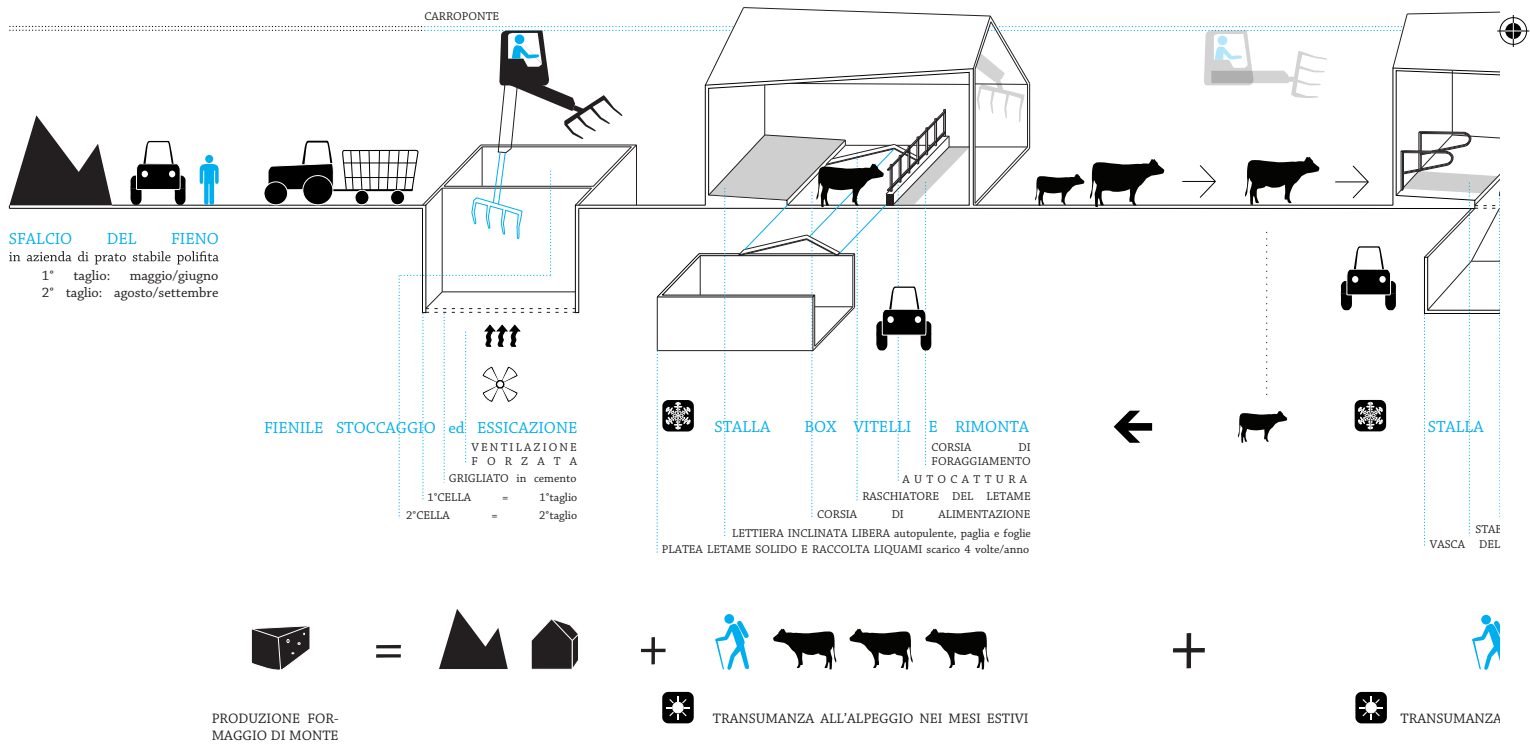 CARROPONTE
SFALCIO DEL FIENO
in azienda di prato stabile polifita
1° taglio: maggio/giugno
2° taglio: agosto/settembre
FIENILE STOCCAGGIO ed ESSICAZIONE
VENTILAZIONE
FORZATA
GRIGLIATO in cemento
1°CELLA = 1°taglio
2°CELLA = 2°taglio
STALLA BOX VITELLI E RIMONTA
CORSIA DI
FORAGGIAMENTO
AUTOCATTURA
RASCHIATORE DEL LETAME
CORSIA DI ALIMENTAZIONE
LETTIERA INCLINATA LIBERA autopulente, paglia e foglie
PLATEA LETAME SOLIDO E RACCOLTA LIQUAMI scarico 4 volte/anno
STALLA
VASCA DEL
=
+
+
PRODUZIONE FOR-
MAGGIO DI MONTE
TRANSUMANZA ALL'ALPEGGIO NEI MESI ESTIVI
TRANSUMANZA